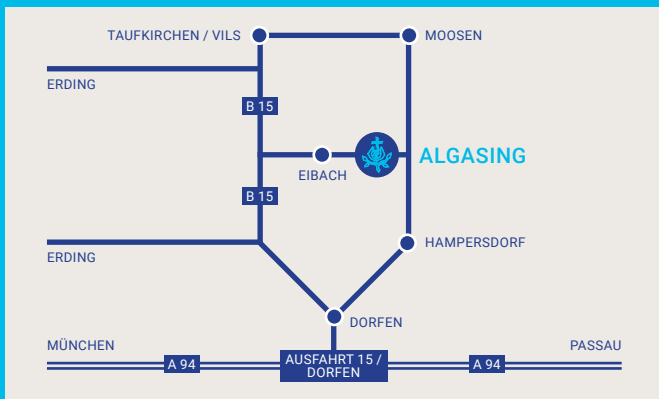 TAUFKIRCHEN / VILS
MOOSEN
ERDING
B 15
ALGASING
EIBACH
B 15
HAMPERSDORF
ERDING
DORFEN
MÜNCHEN
PASSAU
A 94
AUSFAHRT 15 /
DORFEN
A 94